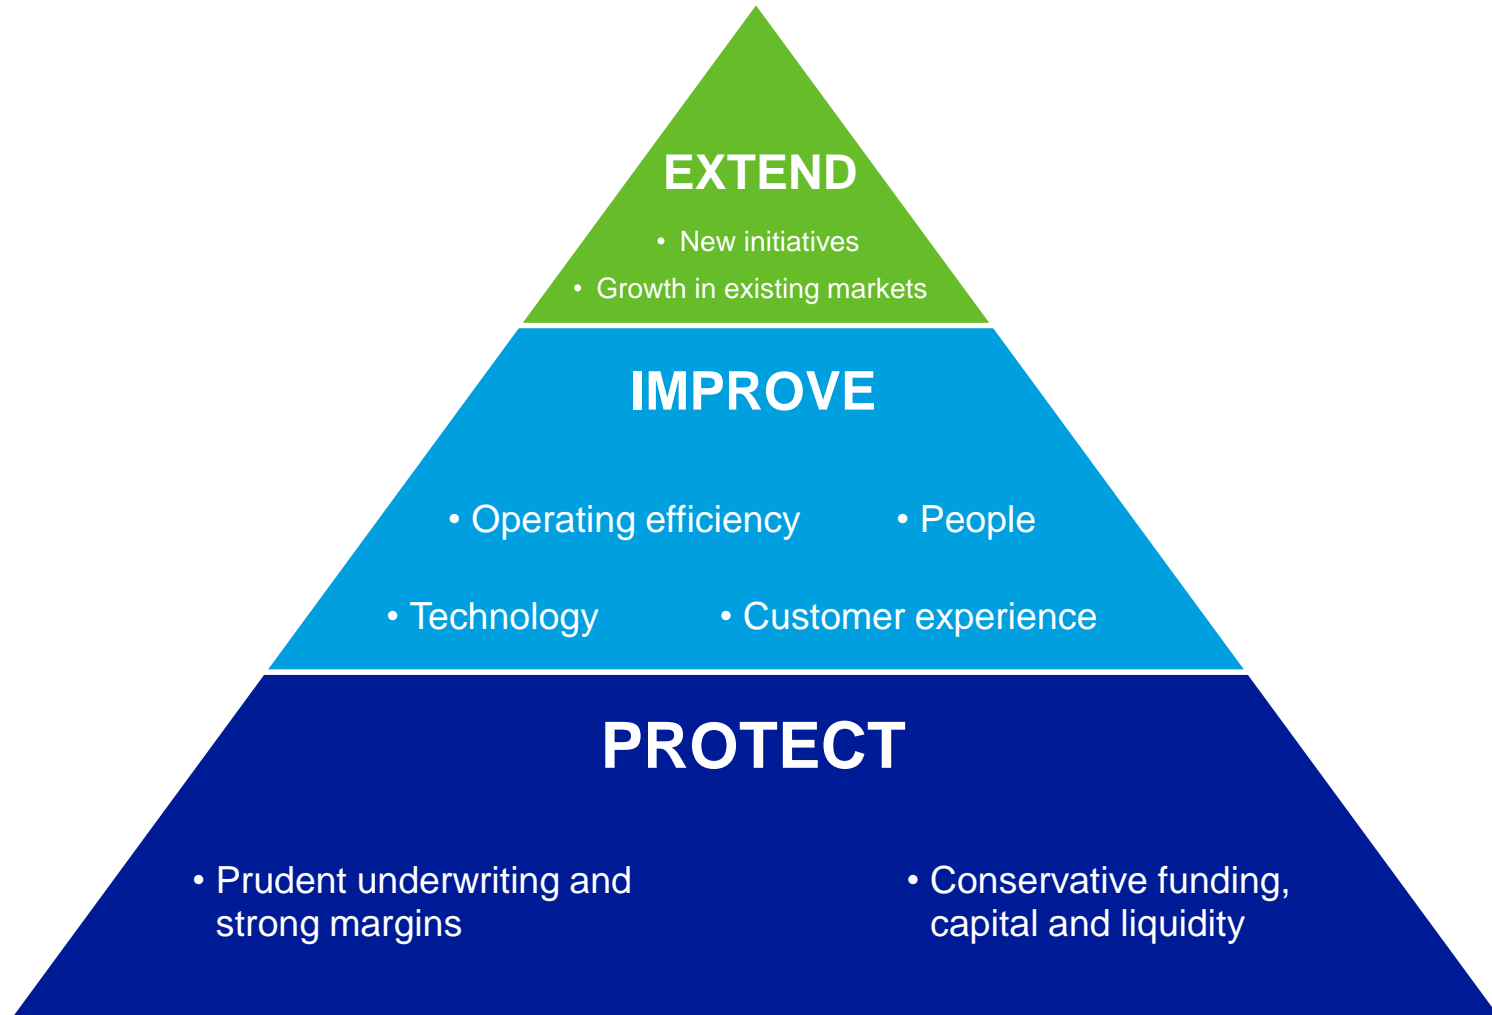 EXTEND
• New initiatives
• Growth in existing markets
IMPROVE
• Operating efficiency • People
• Technology • Customer experience
PROTECT
• Prudent underwriting and
strong margins
• Conservative funding,
capital and liquidity